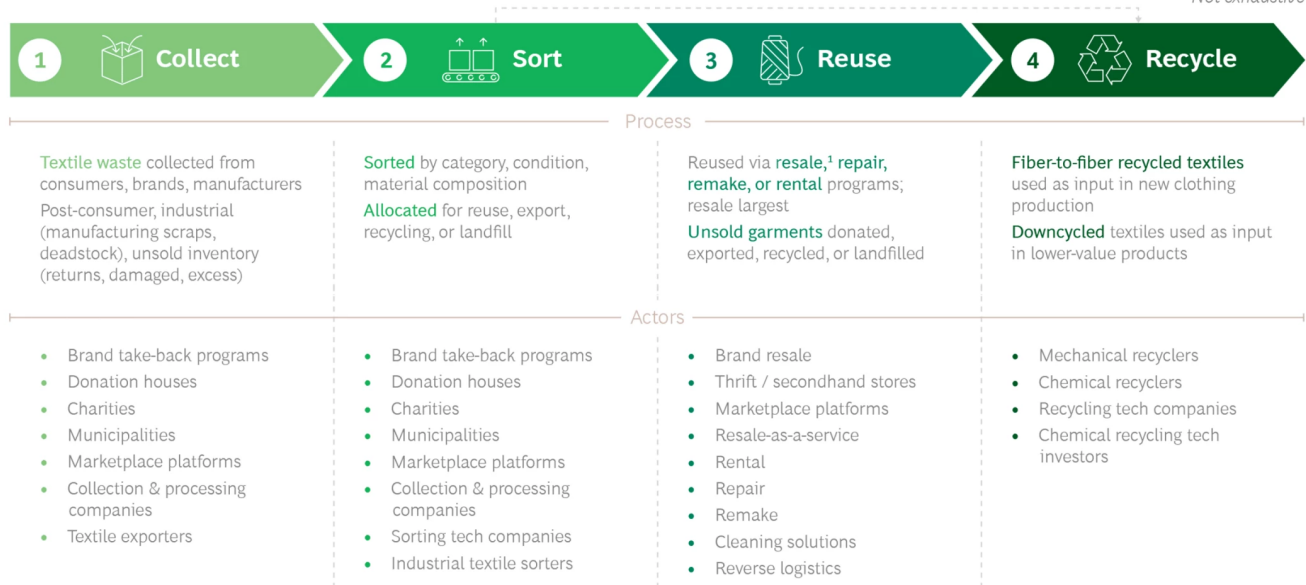 Not exhaustive
1 Collect
2 Sort
3 Reuse
4 Recycle
Process
Textile waste collected from
consumers, brands, manufacturers
Post-consumer, industrial
(manufacturing scraps,
deadstock), unsold inventory
(returns, damaged, excess)
Sorted by category, condition,
material composition
Allocated for reuse, export,
recycling, or landfill
Reused via resale,¹ repair,
remake, or rental programs;
resale largest
Unsold garments donated,
exported, recycled, or landfilled
Fiber-to-fiber recycled textiles
used as input in new clothing
production
Downcycled textiles used as input
in lower-value products
Actors
• Brand take-back programs
• Donation houses
• Charities
• Municipalities
• Marketplace platforms
• Collection & processing
companies
• Textile exporters
• Brand take-back programs
• Donation houses
• Charities
• Municipalities
• Marketplace platforms
• Collection & processing
companies
• Sorting tech companies
• Industrial textile sorters
• Brand resale
• Thrift / secondhand stores
• Marketplace platforms
• Resale-as-a-service
• Rental
• Repair
• Remake
• Cleaning solutions
• Reverse logistics
• Mechanical recyclers
• Chemical recyclers
• Recycling tech companies
• Chemical recycling tech
investors